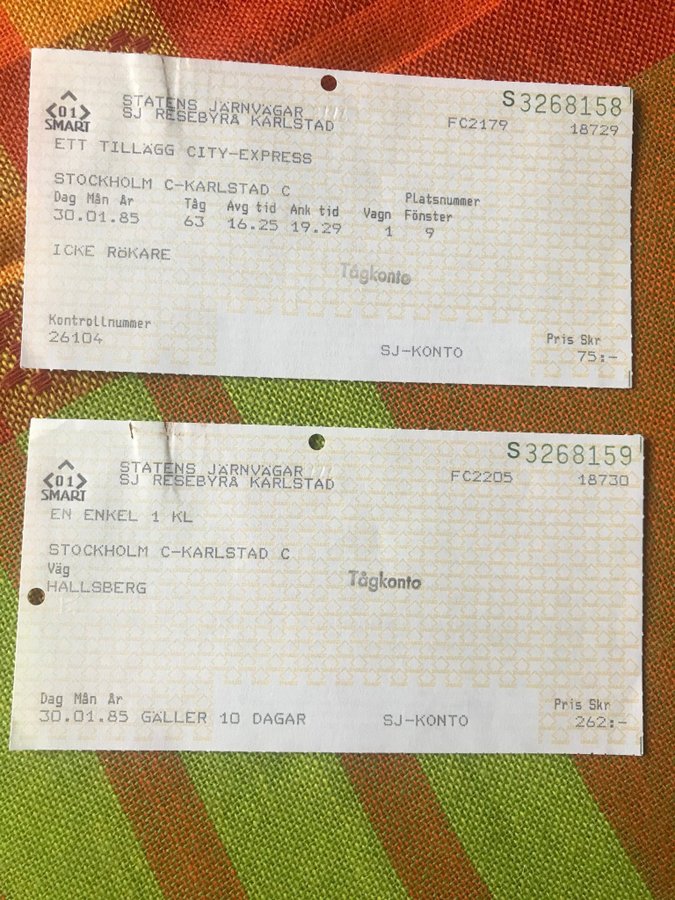 S3268158
<01>
SMART
STATENS JÄRNVÄGAR
SJ RESEBYRÅ KARLSTAD
FC2179 18729
ETT TILLÄGG CITY-EXPRESS
STOCKHOLM C-KARLSTAD C
Dag Mån År Tåg Avg tid Ank tid Vagn Platsnummer Fönster
30.01.85 63 16.25 19.29 1 9
ICKE RÖKARE
Tågkonto
Kontrollnummer
26104
SJ-KONTO
Pris Skr
75:-
S3268159
<01>
SMART
STATENS JÄRNVÄGAR
SJ RESEBYRÅ KARLSTAD
FC2205 18730
EN ENKEL 1 KL
STOCKHOLM C-KARLSTAD C
Väg
HALLSBERG
Tågkonto
Dag Mån År
30.01.85 GÄLLER 10 DAGAR
SJ-KONTO
Pris Skr
262:-